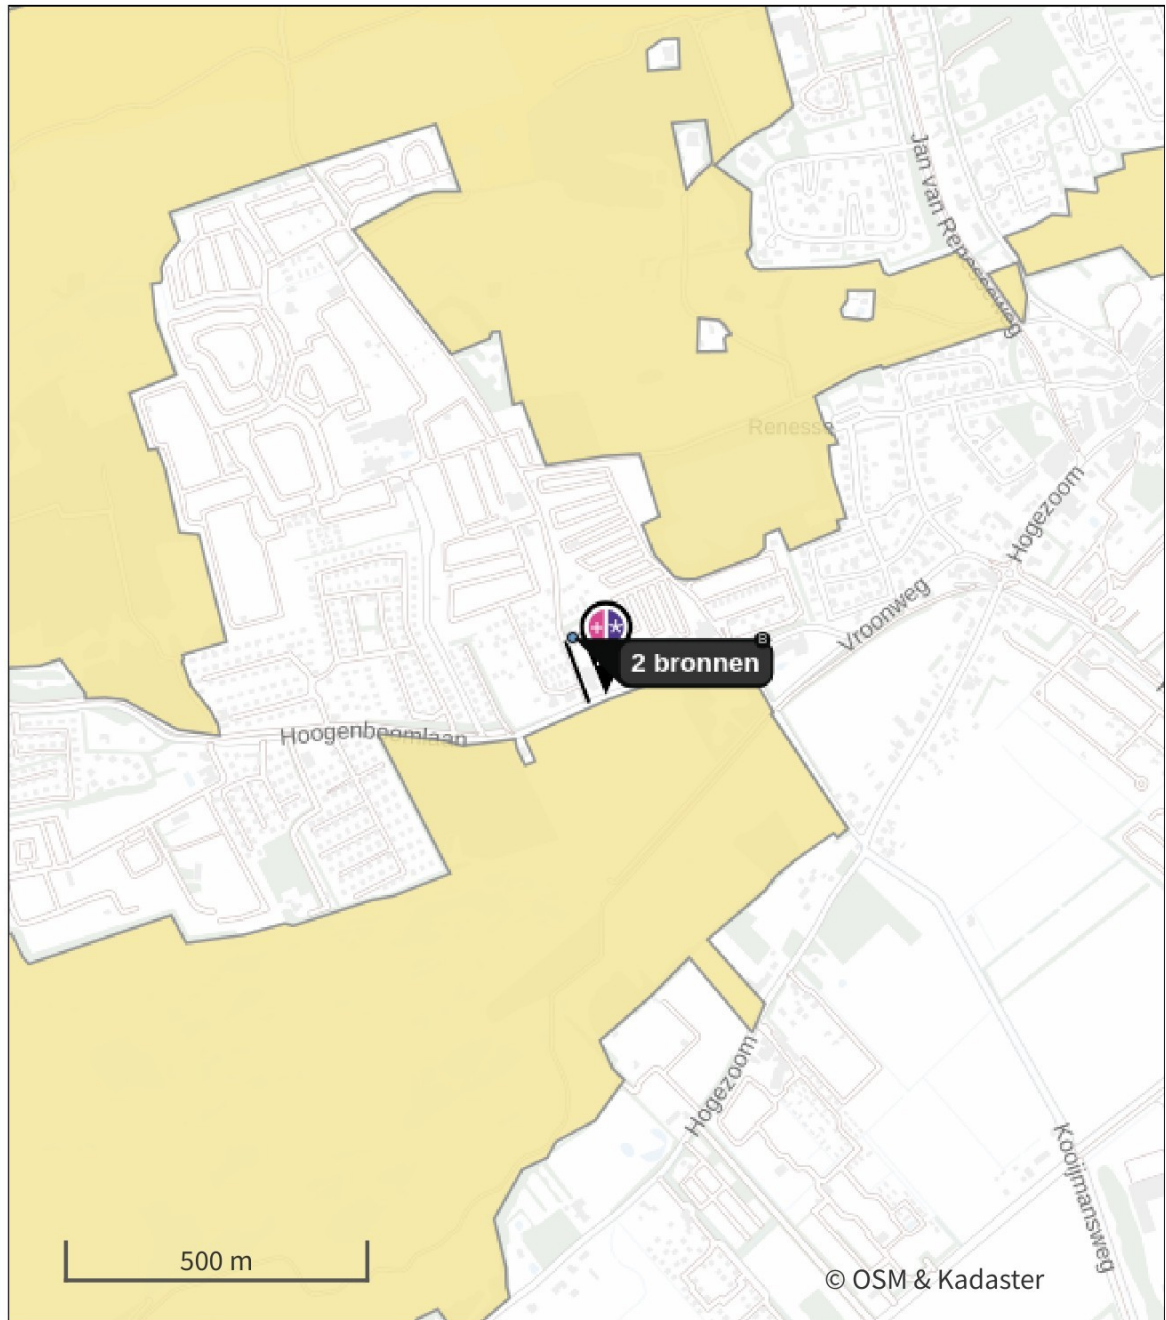 Jan van Renesseweg
Renesse
Hogezoom
Vroonweg
B
2 bronnen
Hoogenboomlaan
Hogezoom
Kooijmansweg
500 m
© OSM & Kadaster